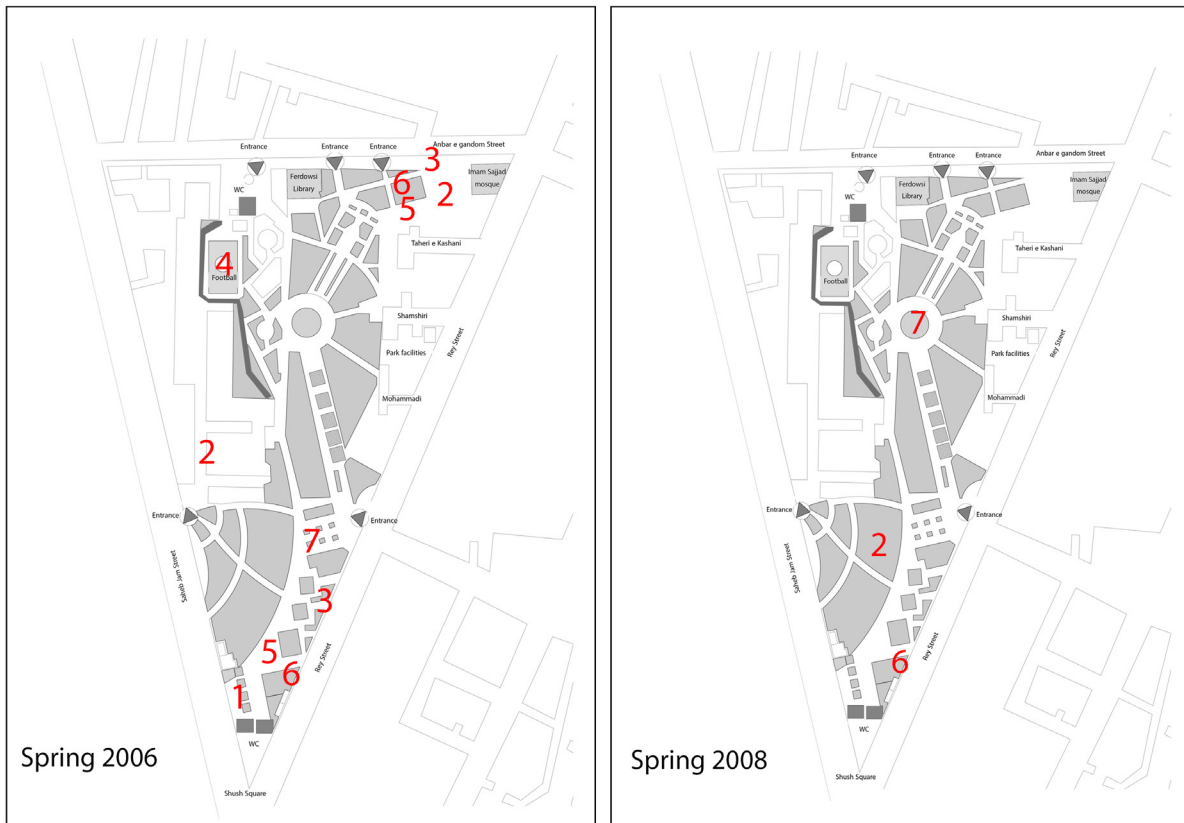 Anbar e gandom Street
Entrance
Entrance
Entrance
3
Imam Sajjad
mosque
Ferdowsi
Library
6
2
WC
5
Taheri e Kashani
4
Football
Shamshiri
Rey Street
Park facilities
Mohammadi
2
Entrance
Entrance
7
Saheb Jam Street
3
5
Rey Street
6
1
WC
Spring 2006
Shush Square
Anbar e gandom Street
Entrance
Entrance
Entrance
Imam Sajjad
mosque
Ferdowsi
Library
WC
Taheri e Kashani
Football
Shamshiri
7
Rey Street
Park facilities
Mohammadi
Entrance
Entrance
2
Saheb Jam Street
Rey Street
6
WC
Spring 2008
Shush Square